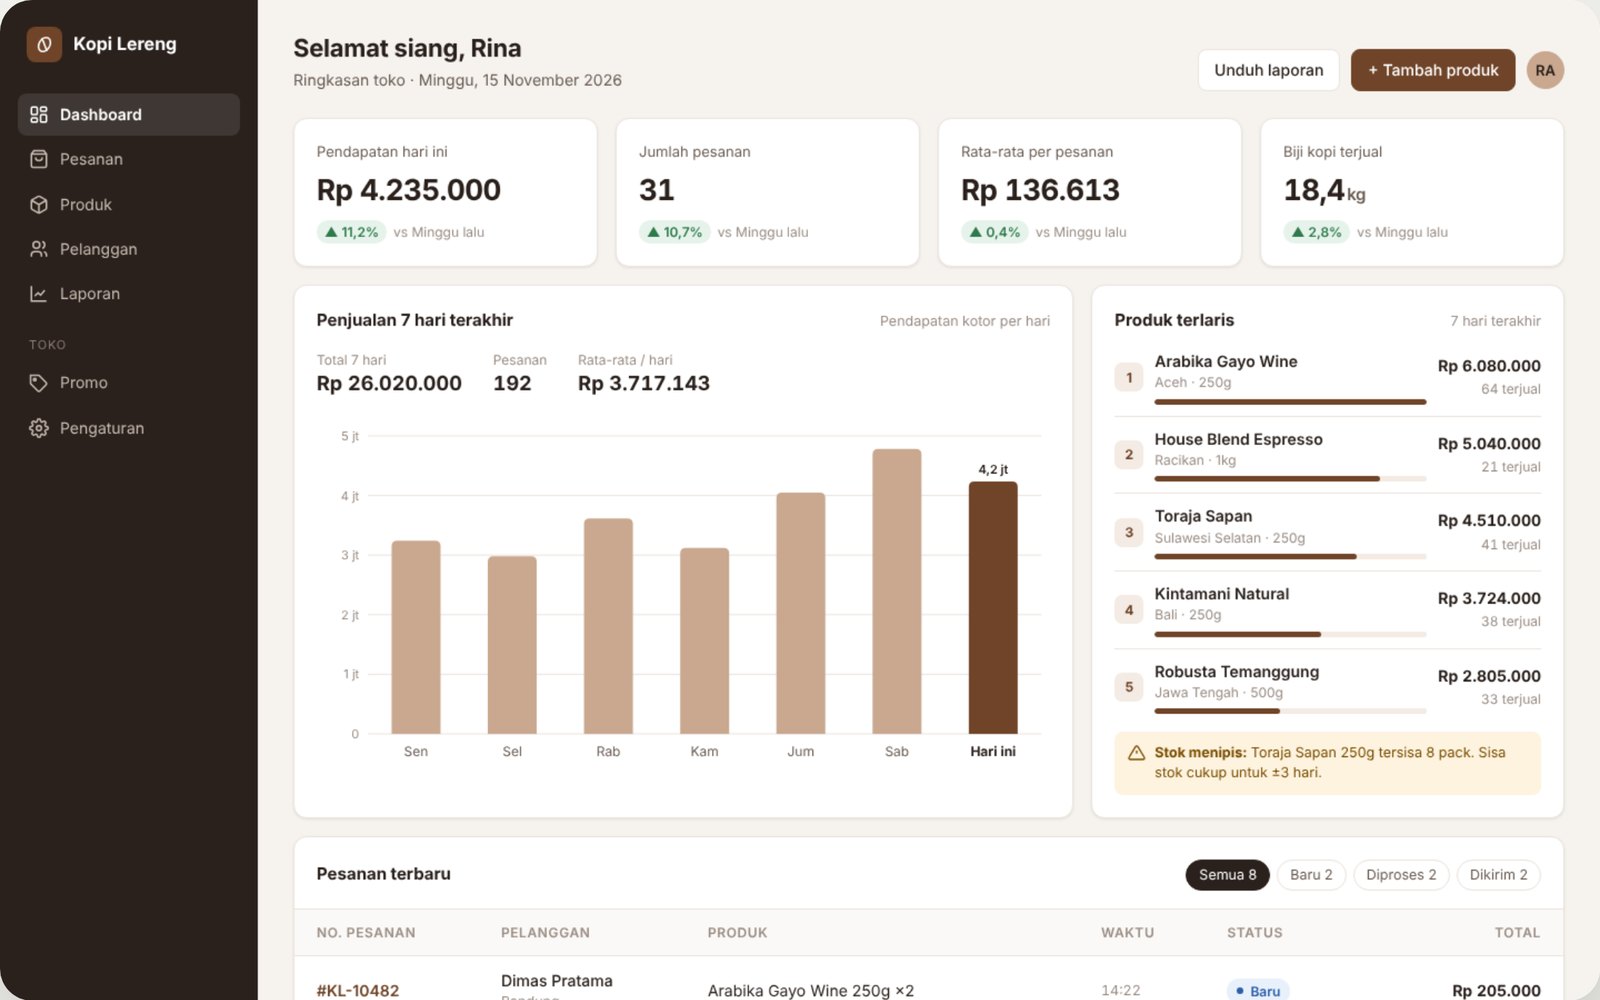 Kopi Lereng
Dashboard
Pesanan
Produk
Pelanggan
Laporan
TOKO
Promo
Pengaturan
Selamat siang, Rina
Ringkasan toko · Minggu, 15 November 2026
Unduh laporan
+ Tambah produk
RA
Pendapatan hari ini
Rp 4.235.000
▲ 11,2% vs Minggu lalu
Jumlah pesanan
31
▲ 10,7% vs Minggu lalu
Rata-rata per pesanan
Rp 136.613
▲ 0,4% vs Minggu lalu
Biji kopi terjual
18,4 kg
▲ 2,8% vs Minggu lalu
Penjualan 7 hari terakhir
Pendapatan kotor per hari
Total 7 hari
Rp 26.020.000
Pesanan
192
Rata-rata / hari
Rp 3.717.143
5 jt
4 jt
3 jt
2 jt
1 jt
0
4,2 jt
Sen
Sel
Rab
Kam
Jum
Sab
Hari ini
Produk terlaris
7 hari terakhir
1
Arabika Gayo Wine
Aceh · 250g
Rp 6.080.000
64 terjual
2
House Blend Espresso
Racikan · 1kg
Rp 5.040.000
21 terjual
3
Toraja Sapan
Sulawesi Selatan · 250g
Rp 4.510.000
41 terjual
4
Kintamani Natural
Bali · 250g
Rp 3.724.000
38 terjual
5
Robusta Temanggung
Jawa Tengah · 500g
Rp 2.805.000
33 terjual
Stok menipis: Toraja Sapan 250g tersisa 8 pack. Sisa
stok cukup untuk ±3 hari.
Pesanan terbaru
Semua 8
Baru 2
Diproses 2
Dikirim 2
NO. PESANAN PELANGGAN PRODUK WAKTU STATUS TOTAL
#KL-10482
Dimas Pratama
Arabika Gayo Wine 250g ×2
14:22
Baru
Rp 205.000